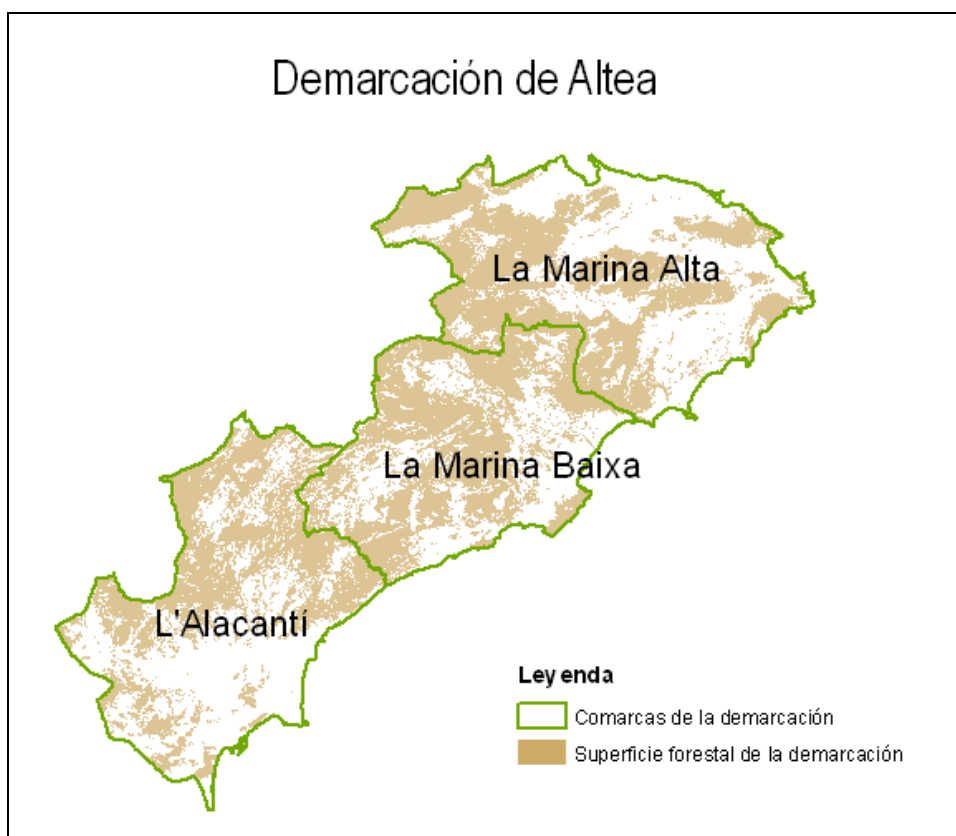 Demarcación de Altea
La Marina Alta
La Marina Baixa
L'Alacantí
Leyenda
Comarcas de la demarcación
Superficie forestal de la demarcación